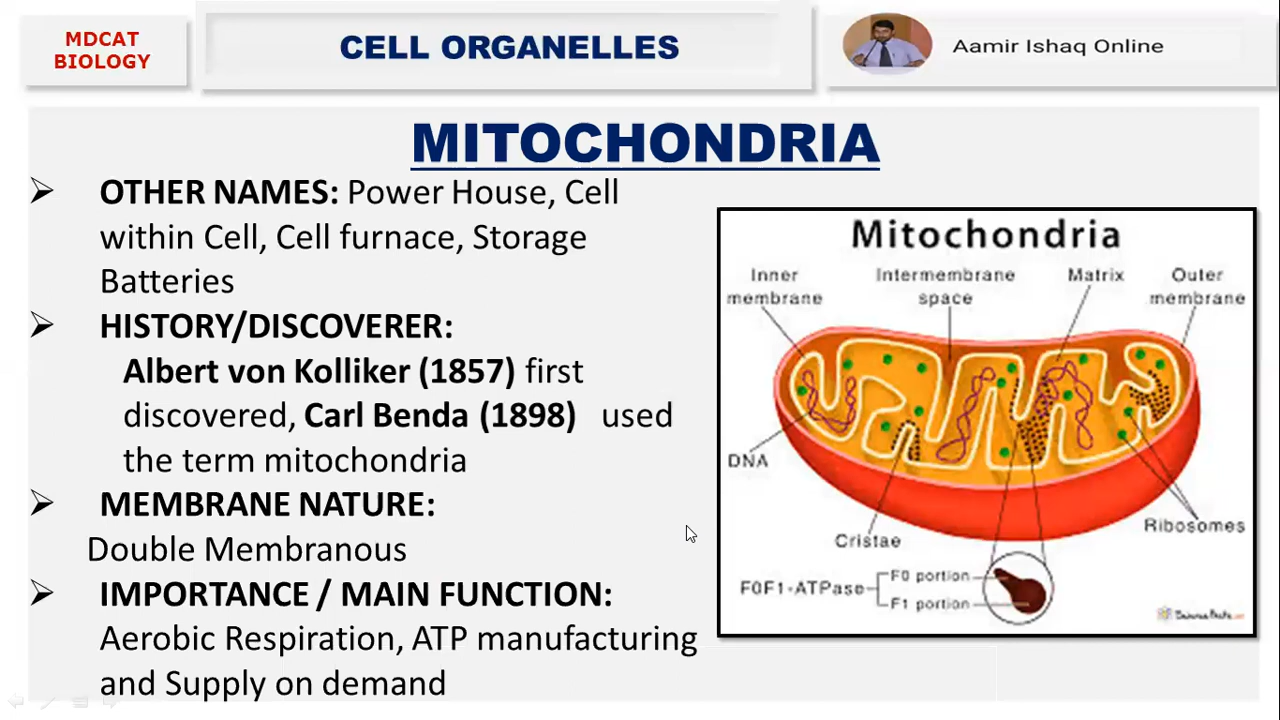 MDCAT
BIOLOGY
CELL ORGANELLES
Aamir Ishaq Online
MITOCHONDRIA
➢ OTHER NAMES: Power House, Cell
within Cell, Cell furnace, Storage
Batteries
➢ HISTORY/DISCOVERER:
Albert von Kolliker (1857) first
discovered, Carl Benda (1898) used
the term mitochondria
➢ MEMBRANE NATURE:
Double Membranous
➢ IMPORTANCE / MAIN FUNCTION:
Aerobic Respiration, ATP manufacturing
and Supply on demand
Mitochondria
Inner
membrane
Intermembrane
space
Matrix
Outer
membrane
DNA
Cristae
Ribosomes
F0F1-ATPase
F0 portion
F1 portion